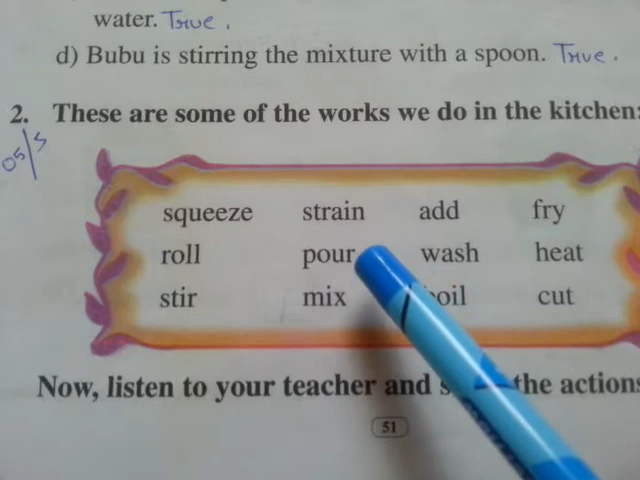 water. True.
d) Bubu is stirring the mixture with a spoon. True.
2. These are some of the works we do in the kitchen:
05/5
squeeze strain add fry
roll pour wash heat
stir mix cut
Now, listen to your teacher and the actions
51